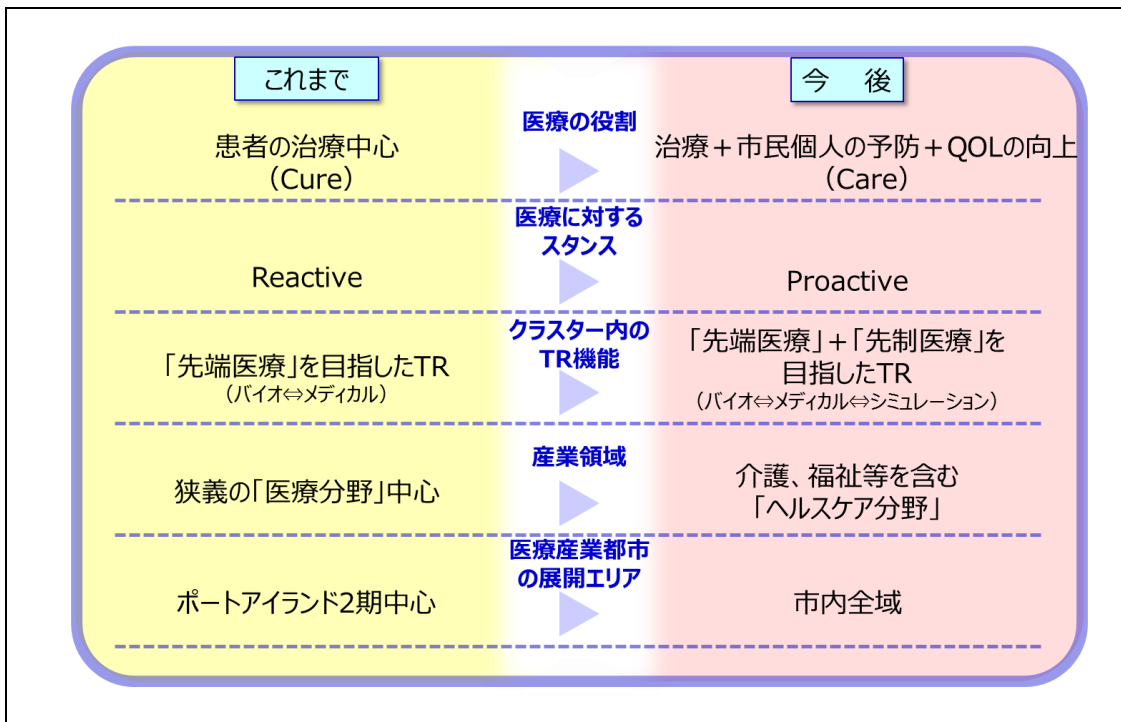 これまで
今　後
医療の役割
患者の治療中心
（Cure）
治療＋市民個人の予防＋QOLの向上
（Care）
医療に対する
スタンス
Reactive
Proactive
クラスター内の
TR機能
「先端医療」を目指したTR
（バイオ⇔メディカル）
「先端医療」＋「先制医療」を
目指したTR
（バイオ⇔メディカル⇔シミュレーション）
産業領域
狭義の「医療分野」中心
介護、福祉等を含む
「ヘルスケア分野」
医療産業都市
の展開エリア
ポートアイランド2期中心
市内全域